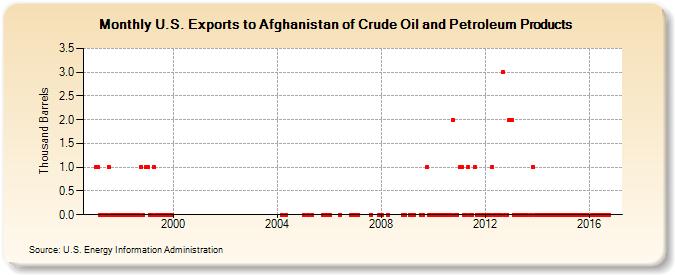 Monthly U.S. Exports to Afghanistan of Crude Oil and Petroleum Products
Thousand Barrels
3.5
3.0
2.5
2.0
1.5
1.0
0.5
0.0
2000 2004 2008 2012 2016
Source: U.S. Energy Information Administration